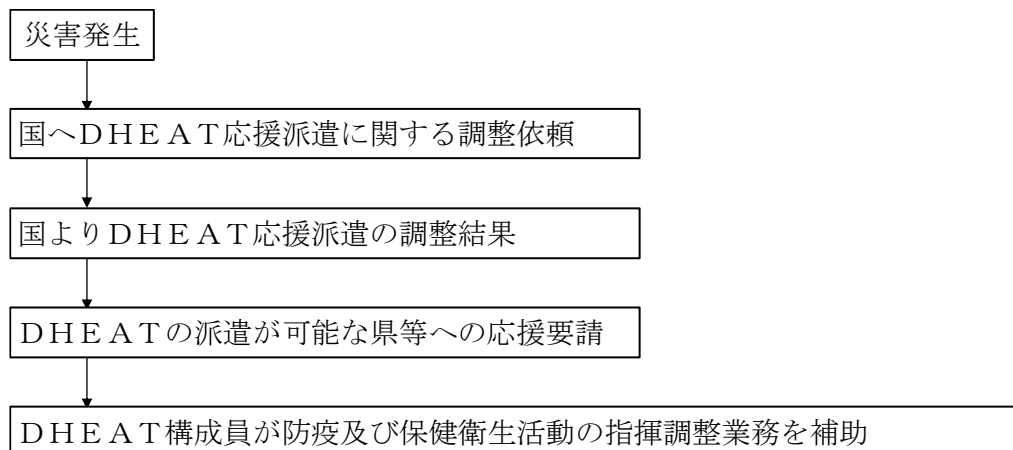 災害発生
国へDHEAT応援派遣に関する調整依頼
国よりDHEAT応援派遣の調整結果
DHEATの派遣が可能な県等への応援要請
DHEAT構成員が防疫及び保健衛生活動の指揮調整業務を補助